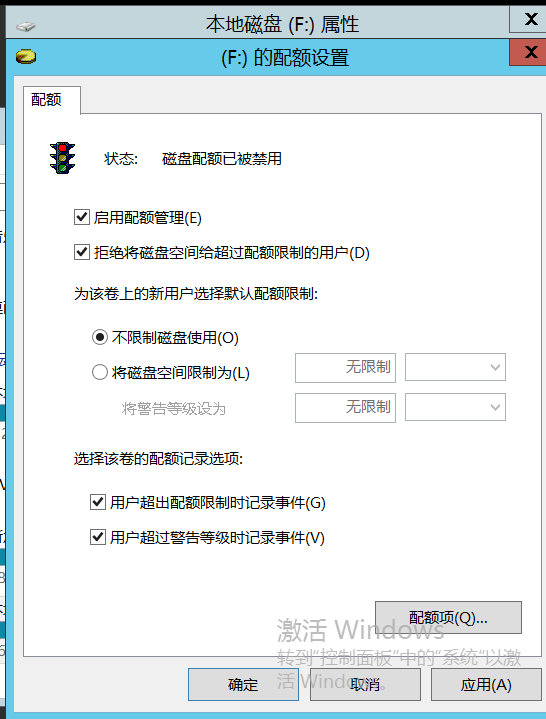 本地磁盘 (F:) 属性
(F:) 的配额设置
配额
状态: 磁盘配额已被禁用
启用配额管理(E)
拒绝将磁盘空间给超过配额限制的用户(D)
为该卷上的新用户选择默认配额限制:
不限制磁盘使用(O)
将磁盘空间限制为(L) 无限制
将警告等级设为 无限制
选择该卷的配额记录选项:
用户超出配额限制时记录事件(G)
用户超过警告等级时记录事件(V)
配额项(Q)...
激活 Windows
转到"控制面板"中的"系统"以激
活 Windows。
确定 取消 应用(A)